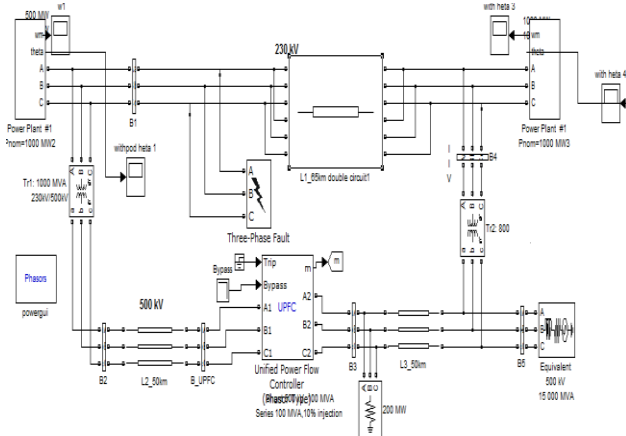 500 MW
w1
wm
theta
A
B
C
Power Plant #1
Pnom=1000 MW2
B1
230 kV
L1_65km double circuit1
with heta 3
wm
theta
A
B
C
Power Plant #1
Pnom=1000 MW3
with heta 4
Tr1: 1000 MVA
230kV/500kV
A B C
withpod heta 1
A
B
C
Three-Phase Fault
I
V
B4
A B C
a b c
Tr2: 800
Phasors
powergui
500 kV
B2
L2_50km
B_UPFC
Bypass
Trip
Bypass
UPFC
A1
B1
C1
m
A2
B2
C2
m
Unified Power Flow
Controller
(Phasor Type)
Series 100 MVA,10% injection
B3
L3_50km
A B C
200 MW
B5
A
B
C
Equivalent
500 kV
15 000 MVA